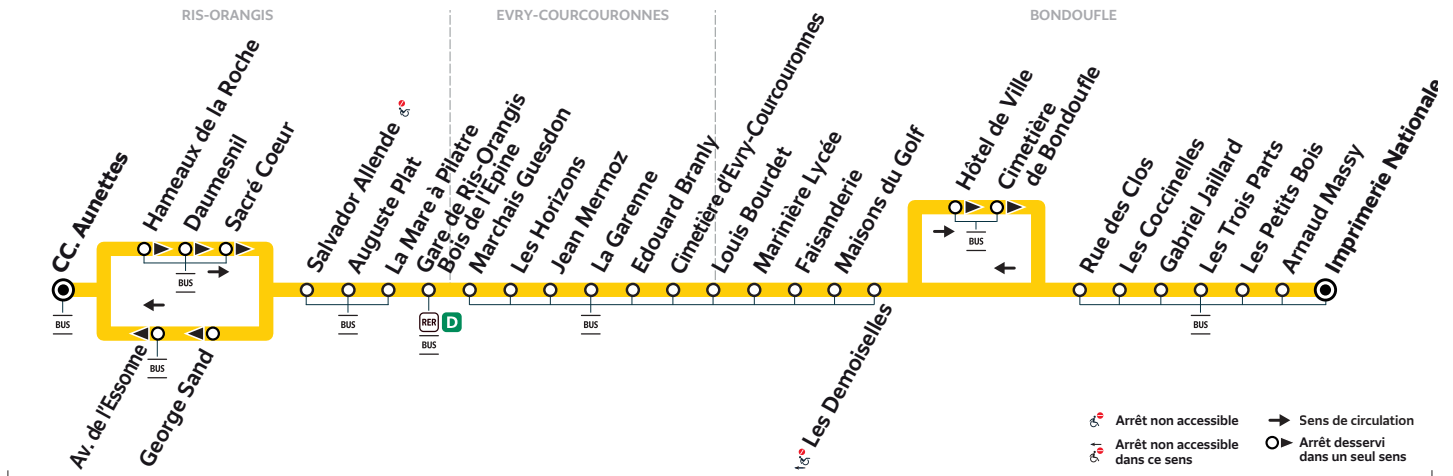 RIS-ORANGIS
EVRY-COURCOURONNES
BONDOUFLE
CC. Aunettes
Hameaux de la Roche
Daumesnil
Sacré Coeur
BUS
BUS
Av. de l'Essonne
BUS
George Sand
Salvador Allende
Auguste Plat
La Mare à Pilatre
BUS
Gare de Ris-Orangis
Bois de l'Epine
RER D
BUS
Marchais Guesdon
Les Horizons
Jean Mermoz
La Garenne
Edouard Branly
Cimetière d'Evry-Courcouronnes
Louis Bourdet
Marinière Lycée
Faisanderie
Maisons du Golf
BUS
Les Demoiselles
Hôtel de Ville
Cimetière
de Bondoufle
BUS
Rue des Clos
Les Coccinelles
Gabriel Jaillard
Les Trois Parts
Les Petits Bois
Arnaud Massy
Imprimerie Nationale
BUS
Arrêt non accessible
Arrêt non accessible
dans ce sens
Sens de circulation
Arrêt desservi
dans un seul sens